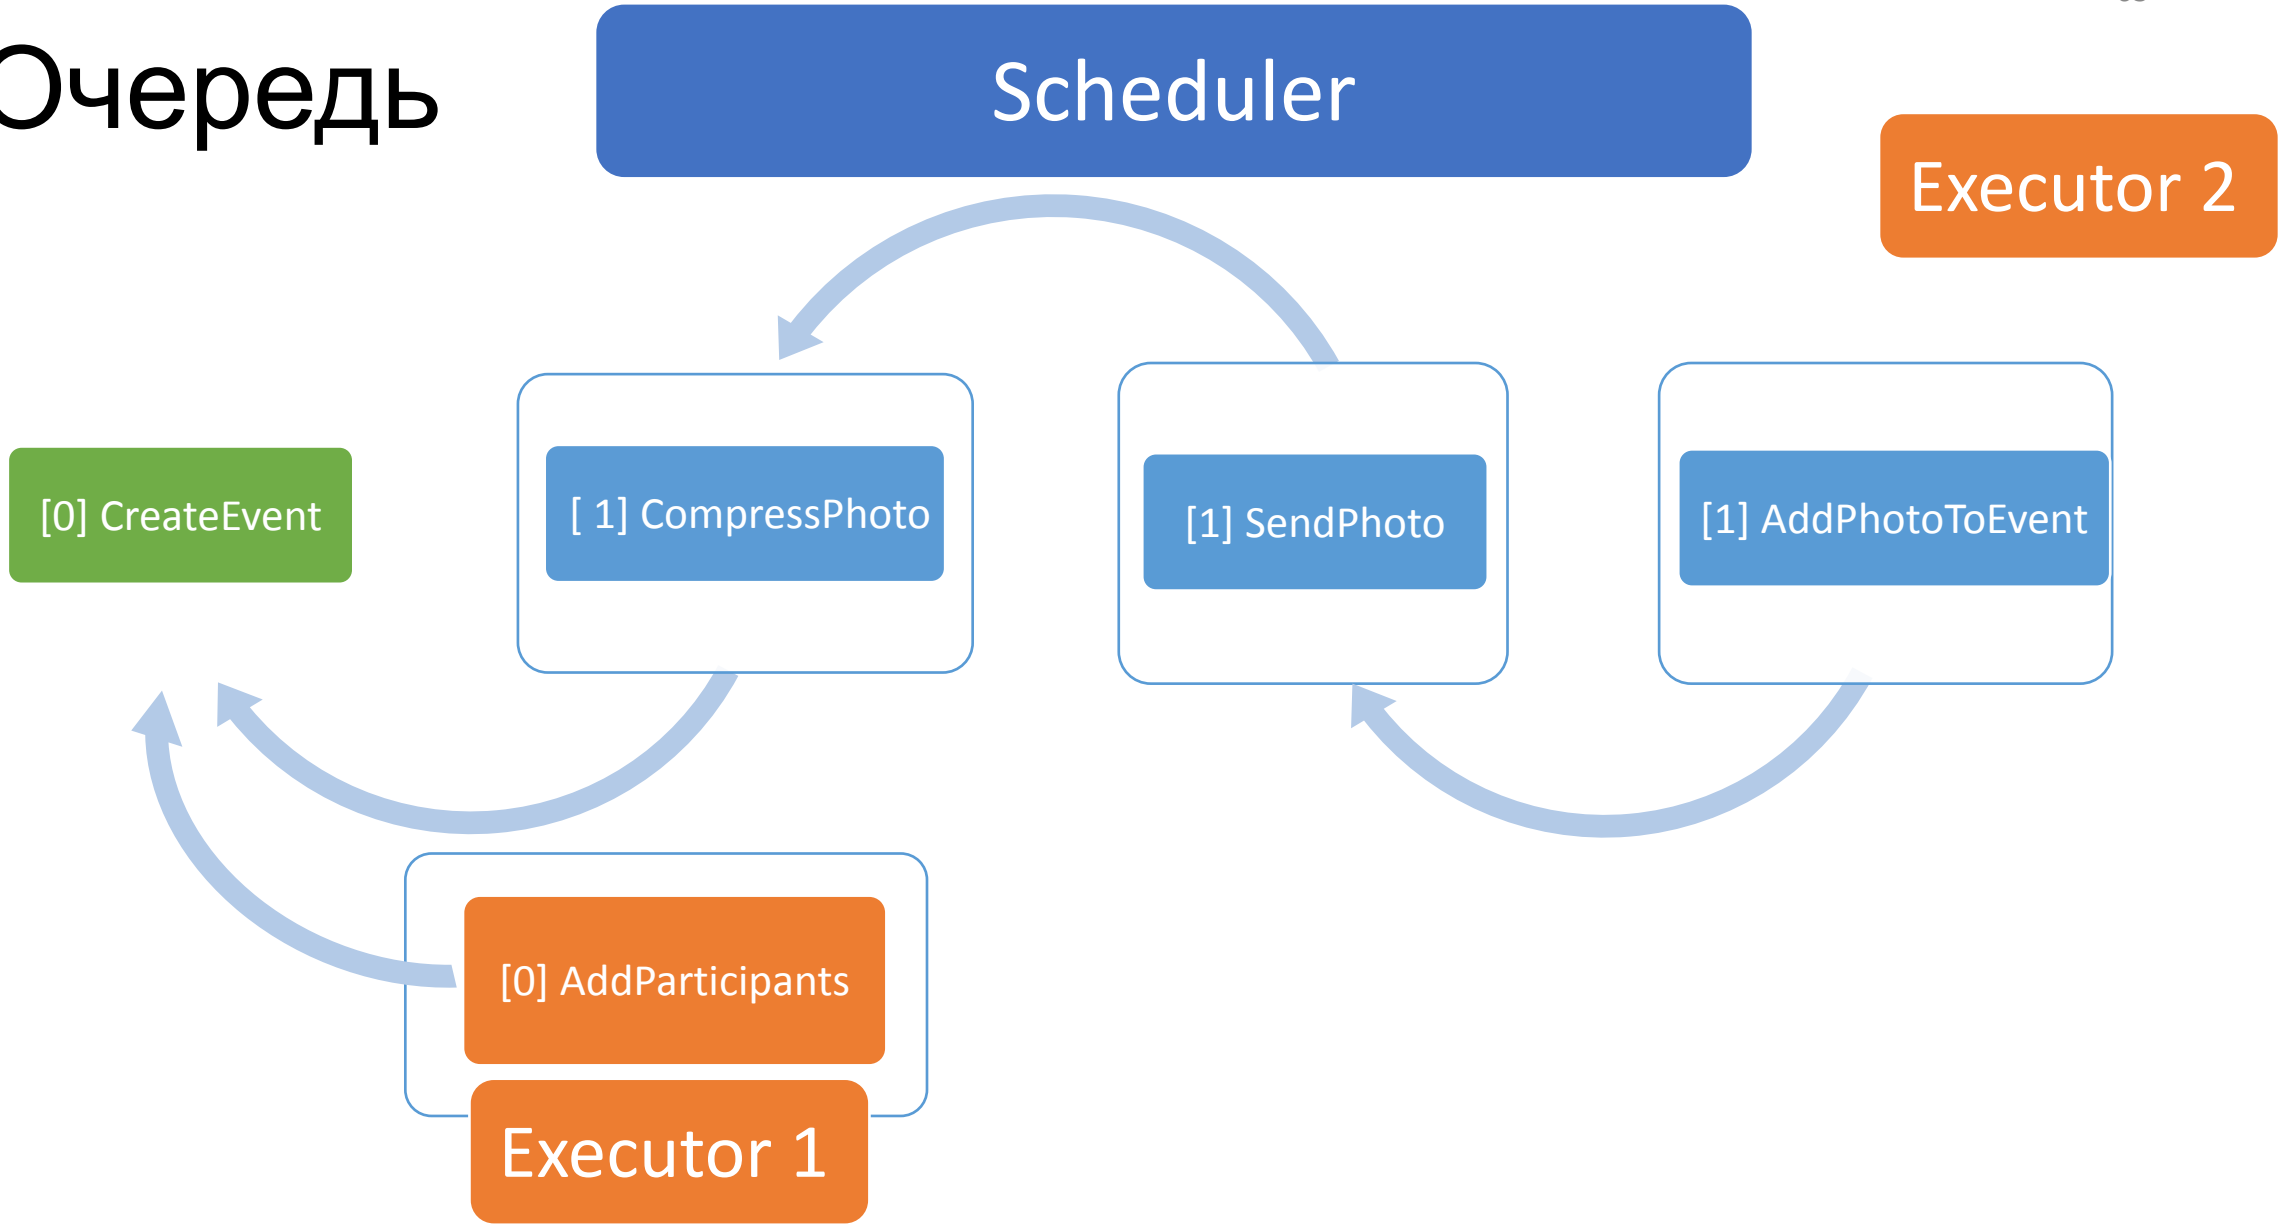 Очередь
Scheduler
Executor 2
[0] CreateEvent
[ 1] CompressPhoto
[1] SendPhoto
[1] AddPhotoToEvent
[0] AddParticipants
Executor 1